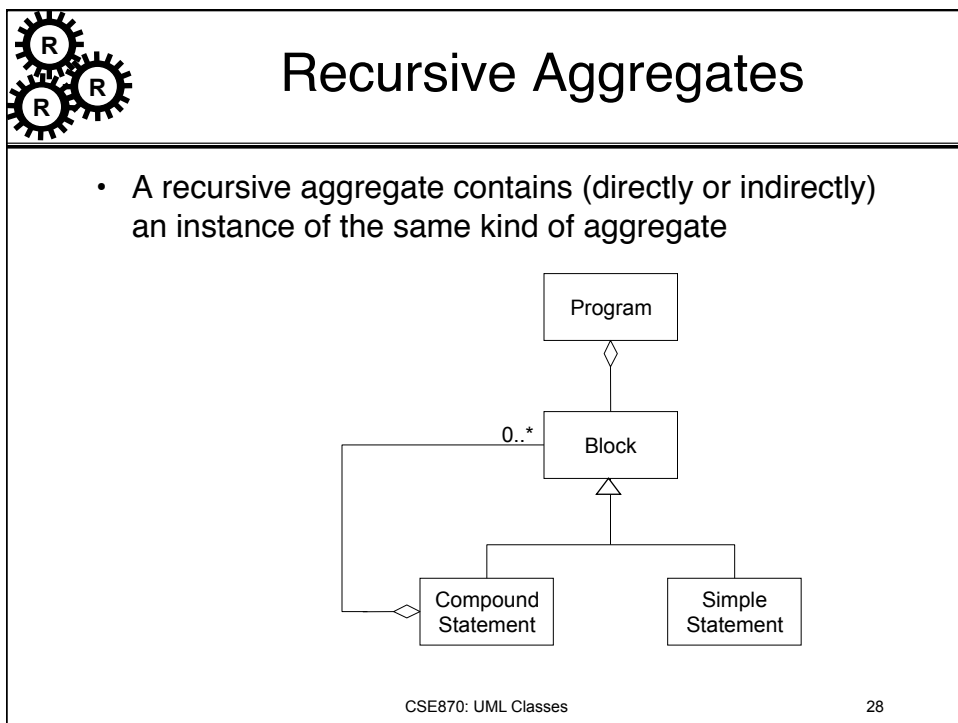 R
R
R
Recursive Aggregates
• A recursive aggregate contains (directly or indirectly)
an instance of the same kind of aggregate
Program
0..*
Block
Compound
Statement
Simple
Statement
CSE870: UML Classes
28